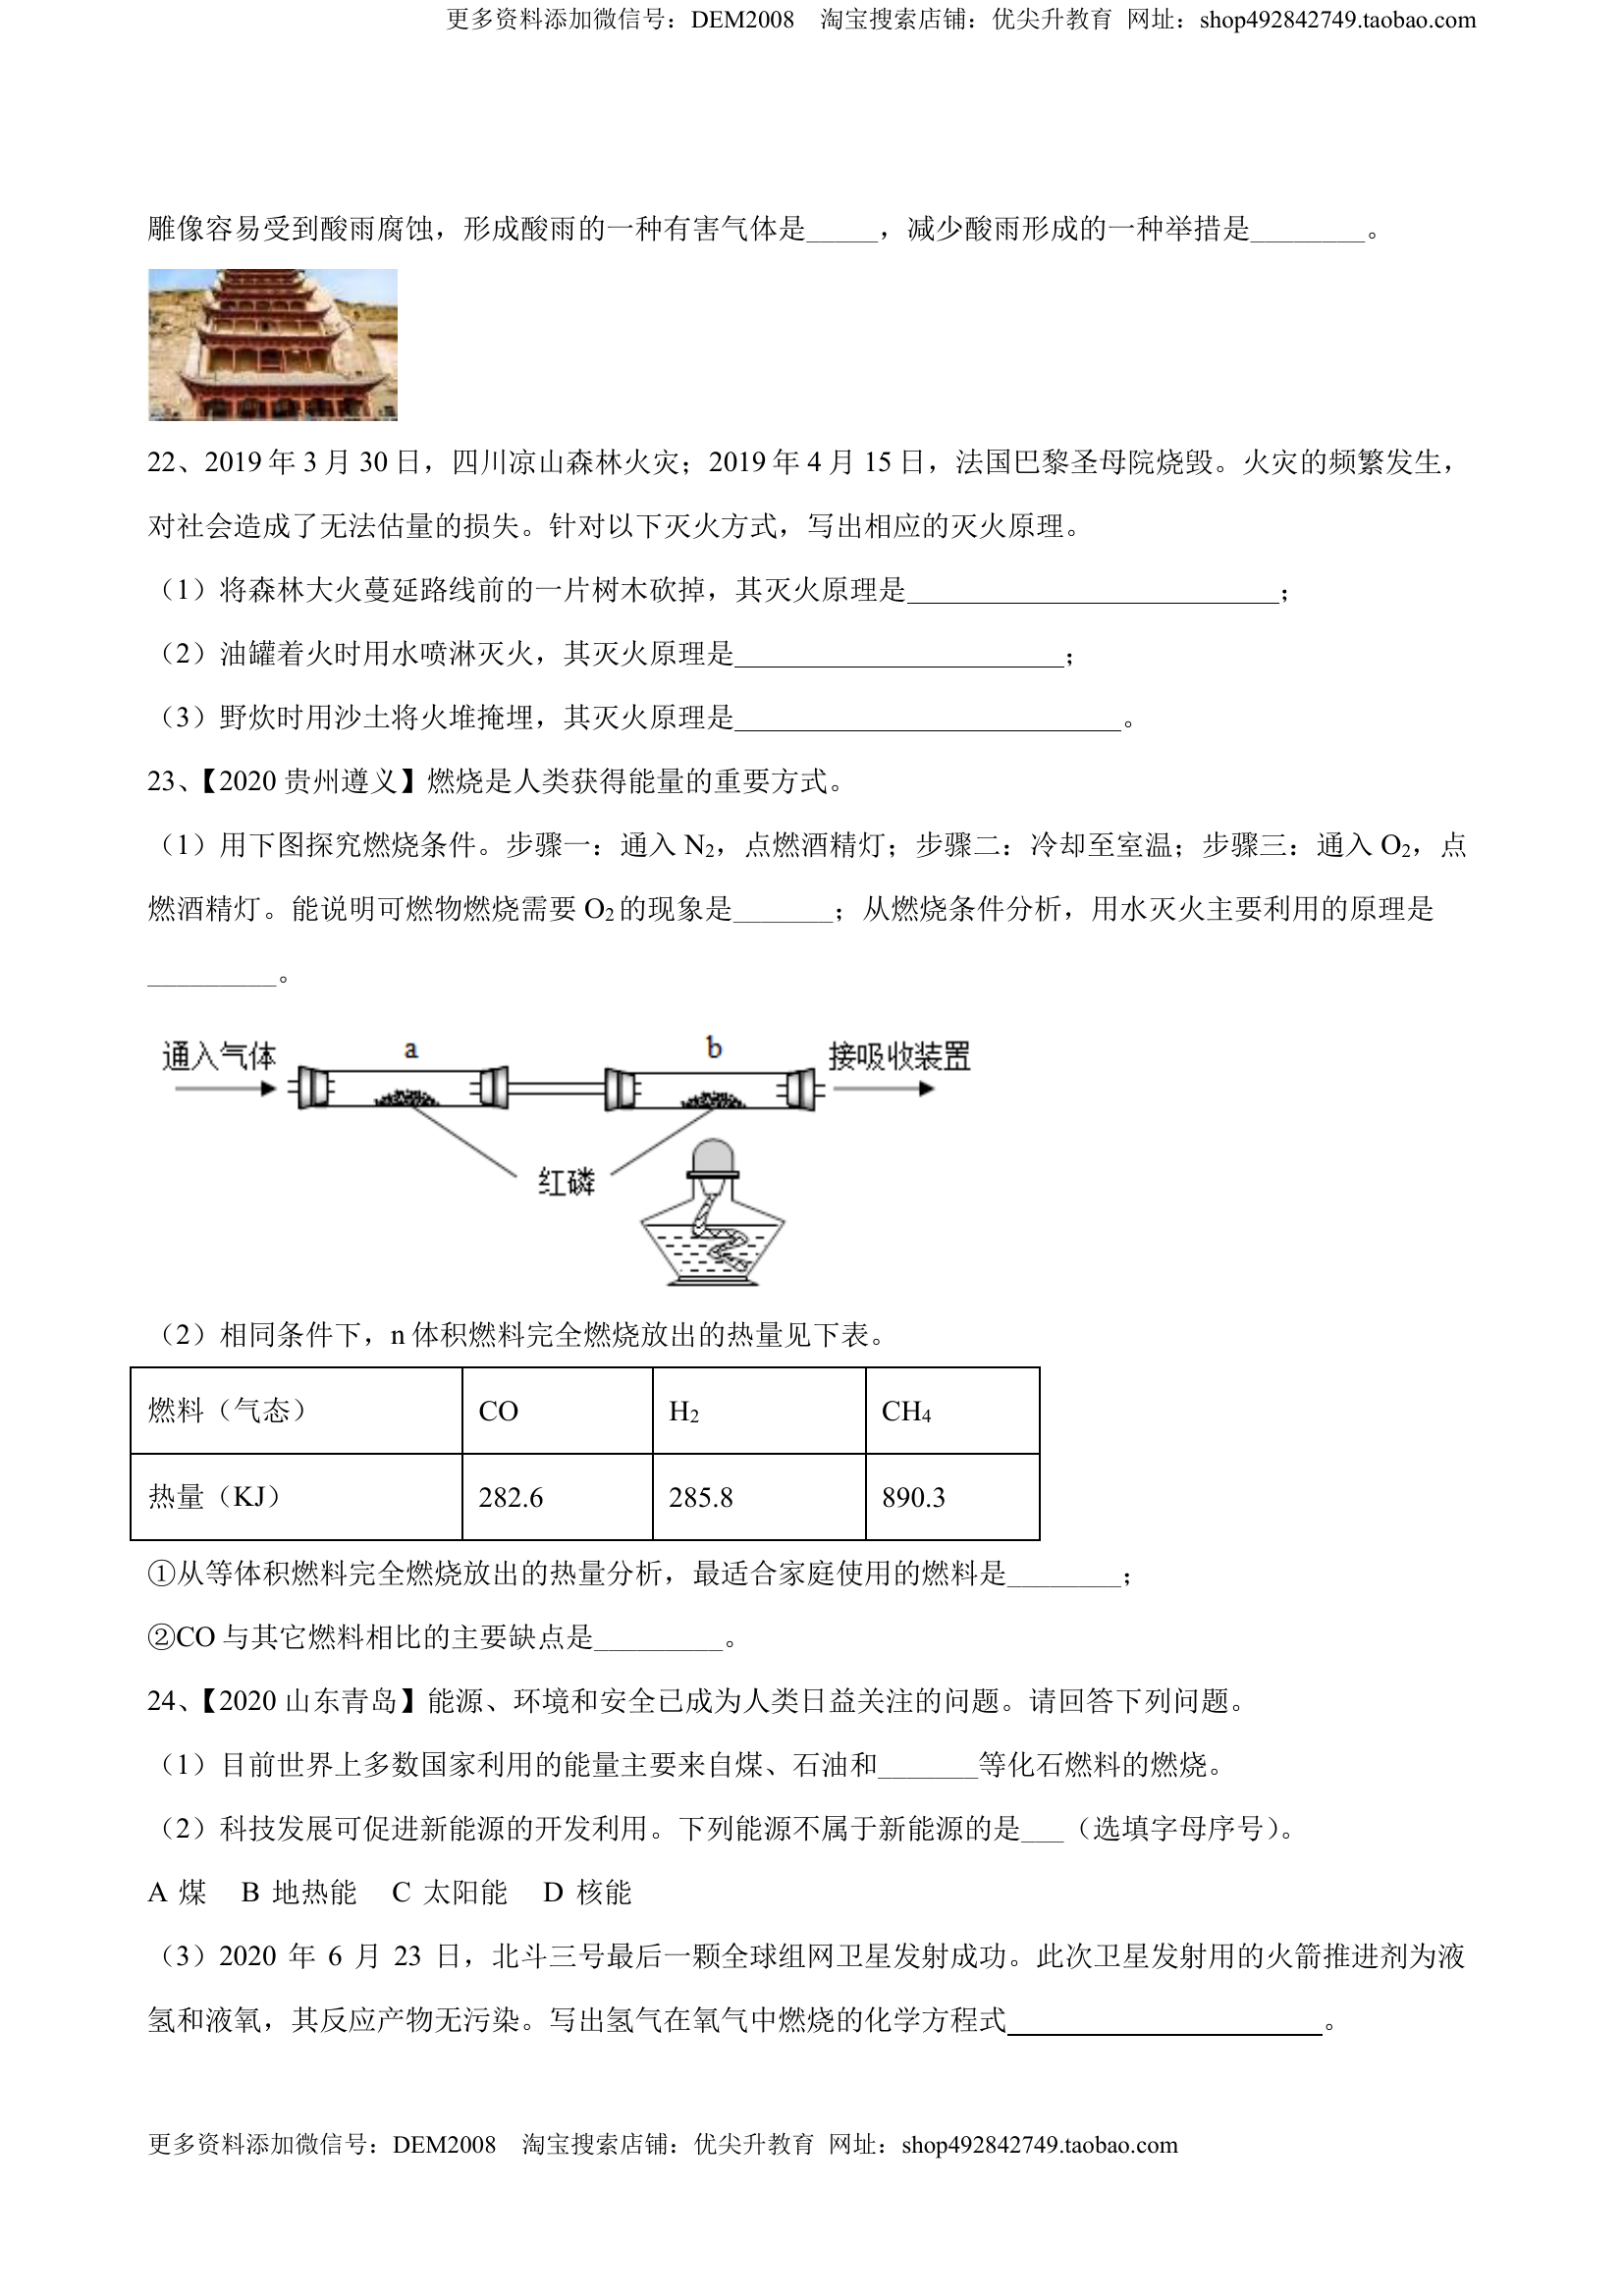 更多资料添加微信号：DEM2008 淘宝搜索店铺：优尖升教育 网址：shop492842749.taobao.com
雕像容易受到酸雨腐蚀，形成酸雨的一种有害气体是_____，减少酸雨形成的一种举措是________。
22、2019年3月30日，四川凉山森林火灾；2019年4月15日，法国巴黎圣母院烧毁。火灾的频繁发生，
对社会造成了无法估量的损失。针对以下灭火方式，写出相应的灭火原理。
（1）将森林大火蔓延路线前的一片树木砍掉，其灭火原理是__________________________；
（2）油罐着火时用水喷淋灭火，其灭火原理是_______________________；
（3）野炊时用沙土将火堆掩埋，其灭火原理是___________________________。
23、【2020贵州遵义】燃烧是人类获得能量的重要方式。
（1）用下图探究燃烧条件。步骤一：通入N₂，点燃酒精灯；步骤二：冷却至室温；步骤三：通入O₂，点
燃酒精灯。能说明可燃物燃烧需要O₂的现象是_______；从燃烧条件分析，用水灭火主要利用的原理是
_________。
通入气体 a b 接吸收装置
红磷
（2）相同条件下，n体积燃料完全燃烧放出的热量见下表。
燃料（气态） CO H₂ CH₄
热量（KJ） 282.6 285.8 890.3
①从等体积燃料完全燃烧放出的热量分析，最适合家庭使用的燃料是________；
②CO与其它燃料相比的主要缺点是_________。
24、【2020山东青岛】能源、环境和安全已成为人类日益关注的问题。请回答下列问题。
（1）目前世界上多数国家利用的能量主要来自煤、石油和_______等化石燃料的燃烧。
（2）科技发展可促进新能源的开发利用。下列能源不属于新能源的是___（选填字母序号）。
A 煤 B 地热能 C 太阳能 D 核能
（3）2020 年 6 月 23 日，北斗三号最后一颗全球组网卫星发射成功。此次卫星发射用的火箭推进剂为液
氢和液氧，其反应产物无污染。写出氢气在氧气中燃烧的化学方程式______________________。
更多资料添加微信号：DEM2008 淘宝搜索店铺：优尖升教育 网址：shop492842749.taobao.com